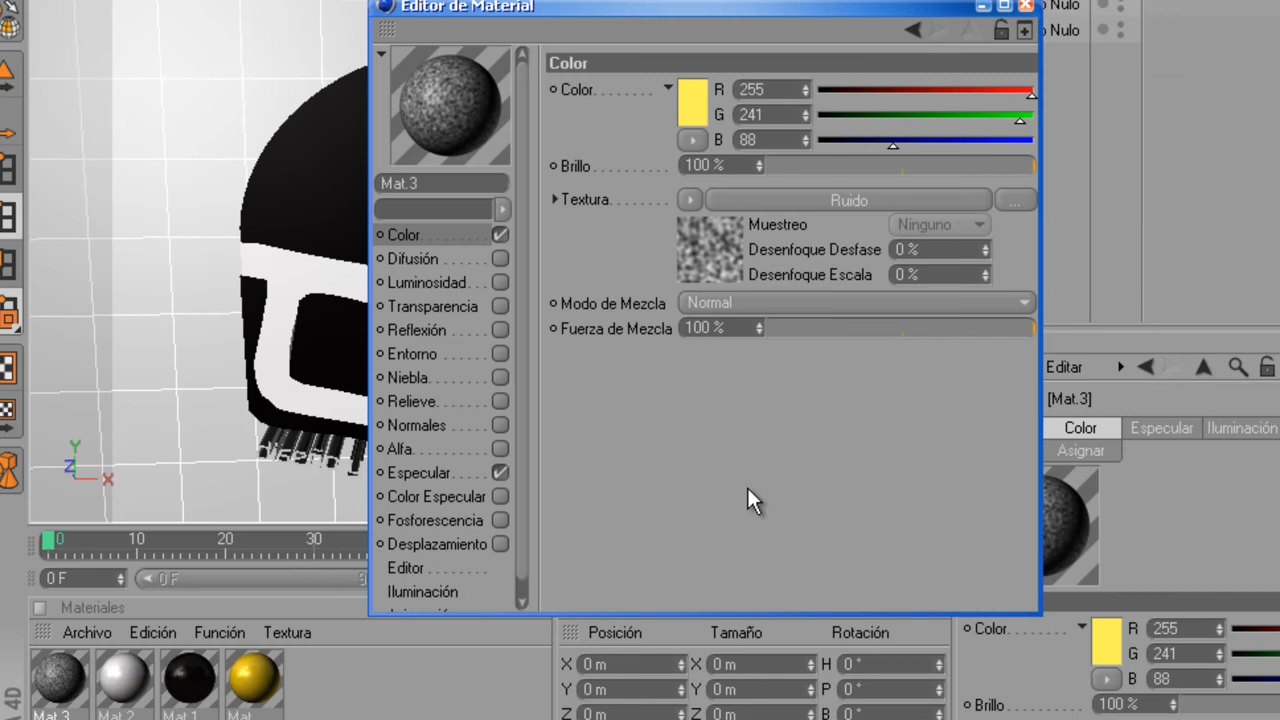 Editor de Material
o Nulo
o Nulo
Color
Color
R 255
G 241
B 88
Brillo 100 %
Textura Ruido ...
Muestreo Ninguno
Desenfoque Desfase 0 %
Desenfoque Escala 0 %
Modo de Mezcla Normal
Fuerza de Mezcla 100 %
Mat.3
Color
Difusión
Luminosidad
Transparencia
Reflexión
Entorno
Niebla
Relieve
Normales
Alfa
Especular
Color Especular
Fosforescencia
Desplazamiento
Editor
Iluminación
diseño
Y
Z
X
0 10 20 30
0 F 0 F 9
Editar
[Mat.3]
Color Especular Iluminación
Asignar
Color R 255
G 241
B 88
Brillo 100 %
Materiales
Archivo Edición Función Textura
Mat.3 Mat.2 Mat.1 Mat
Posición Tamaño Rotación
X 0 m X 0 m H 0 °
Y 0 m Y 0 m P 0 °
Z 0 m Z 0 m B 0 °
4D